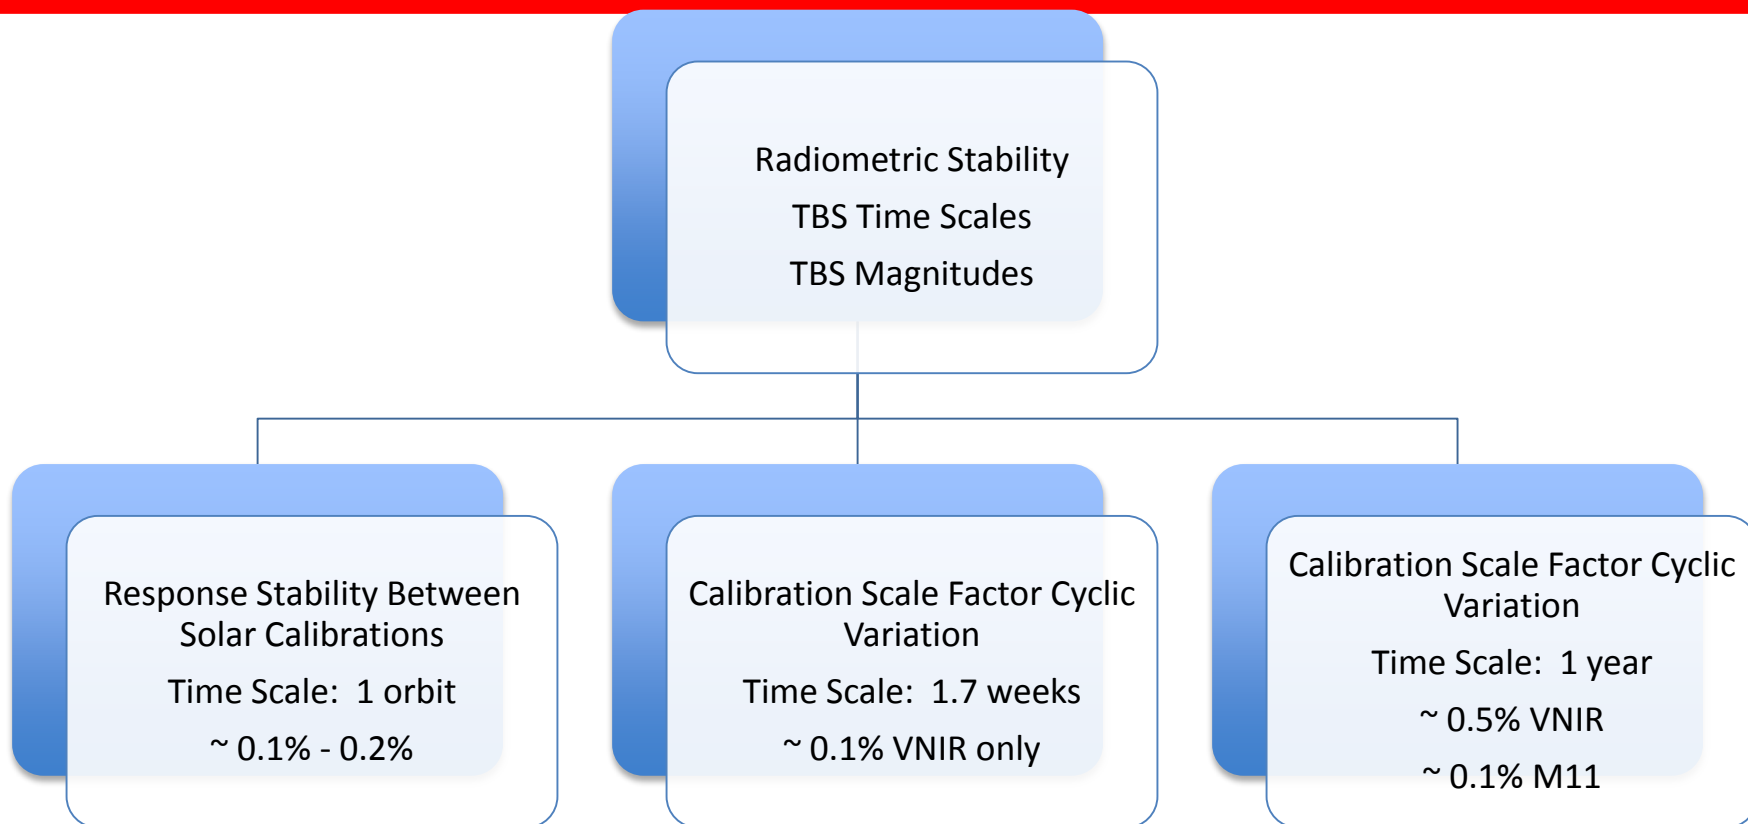 Radiometric Stability
TBS Time Scales
TBS Magnitudes
Response Stability Between
Solar Calibrations
Time Scale:  1 orbit
~ 0.1% - 0.2%
Calibration Scale Factor Cyclic
Variation
Time Scale:  1.7 weeks
~ 0.1% VNIR only
Calibration Scale Factor Cyclic
Variation
Time Scale:  1 year
~ 0.5% VNIR
~ 0.1% M11